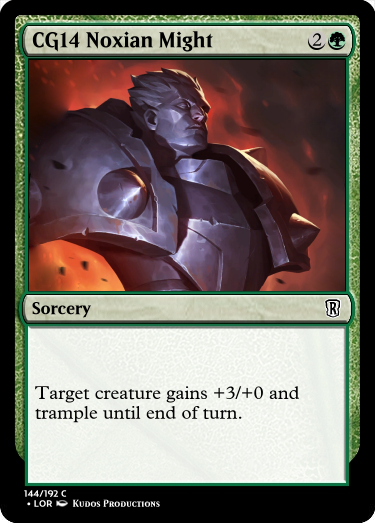 CG14 Noxian Might 2
Sorcery R
Target creature gains +3/+0 and
trample until end of turn.
144/192 C
• LOR Kudos Productions